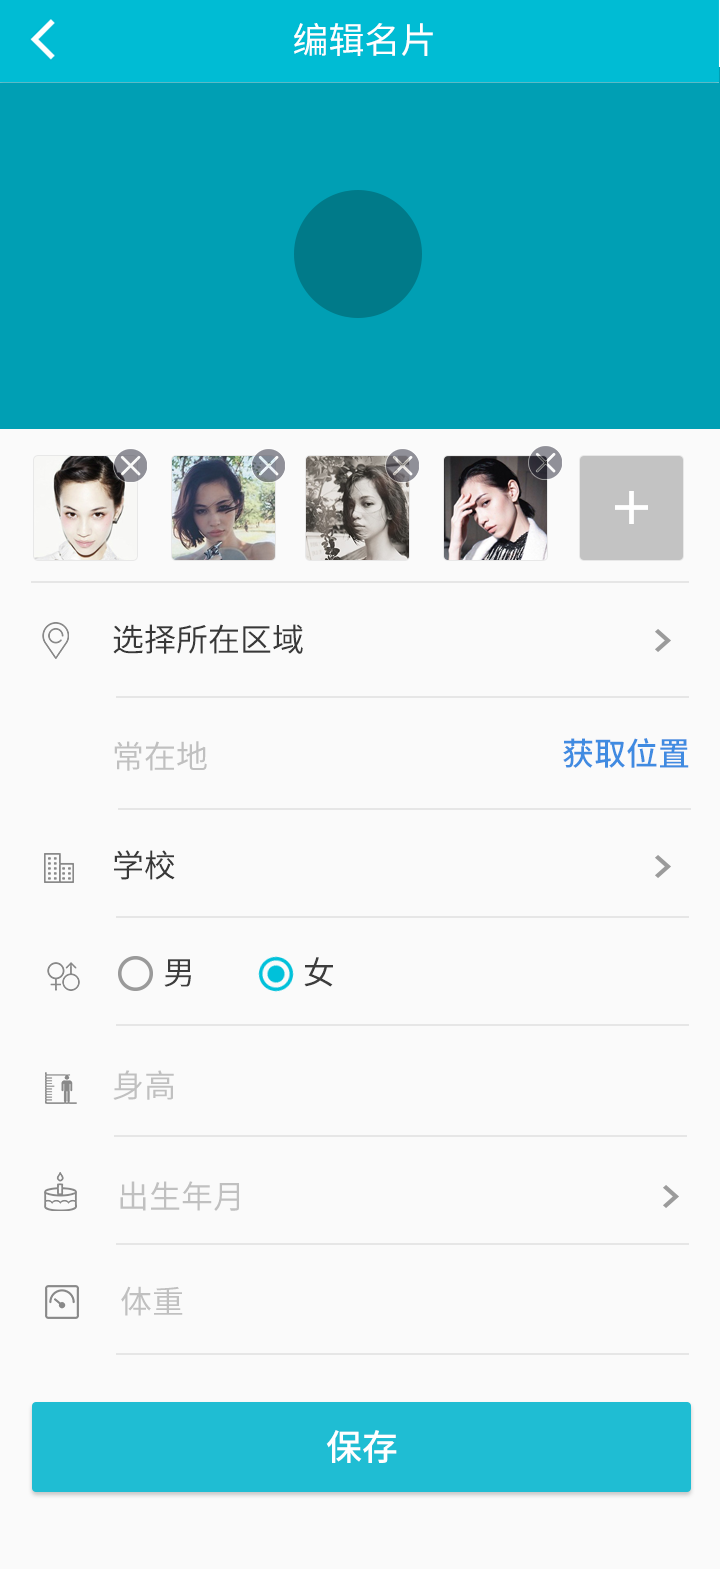 编辑名片
选择所在区域
常在地 获取位置
学校
男 女
身高
出生年月
体重
保存